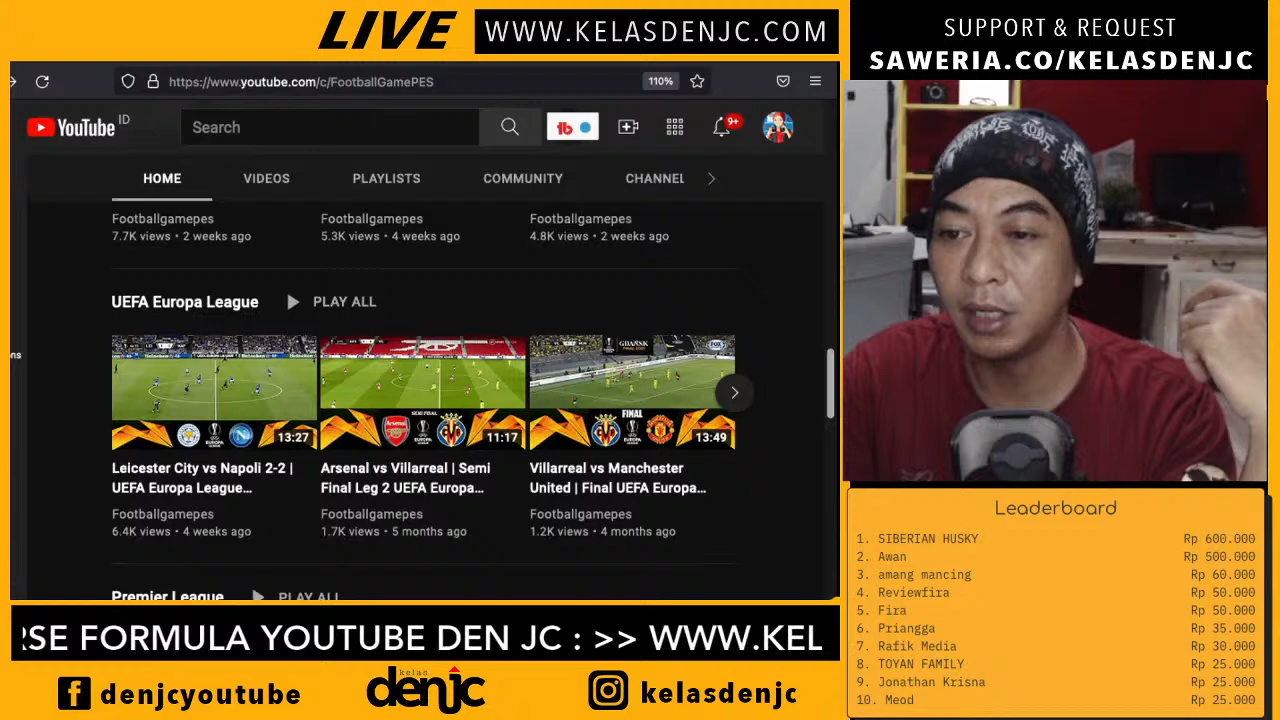 LIVE
WWW.KELASDENJC.COM
SUPPORT & REQUEST
SAWERIA.CO/KELASDENJC
https://www.youtube.com/c/FootballGamePES
110%
YouTube ID
Search
tb
9+
HOME VIDEOS PLAYLISTS COMMUNITY CHANNEL
Footballgamepes Footballgamepes Footballgamepes
7.7K views • 2 weeks ago 5.3K views • 4 weeks ago 4.8K views • 2 weeks ago
UEFA Europa League PLAY ALL
ons
GDAŃSK
SEMI FINAL
FINAL
13:27 11:17 13:49
Leicester City vs Napoli 2-2 | Arsenal vs Villarreal | Semi Villarreal vs Manchester
UEFA Europa League... Final Leg 2 UEFA Europa... United | Final UEFA Europa...
Footballgamepes Footballgamepes Footballgamepes
6.4K views • 4 weeks ago 1.7K views • 5 months ago 1.2K views • 4 months ago
Premier League PLAY ALL
Leaderboard
1. SIBERIAN HUSKY Rp 600.000
2. Awan Rp 500.000
3. amang mancing Rp 60.000
4. Reviewfira Rp 50.000
5. Fira Rp 50.000
6. Priangga Rp 35.000
7. Rafik Media Rp 30.000
8. TOYAN FAMILY Rp 25.000
9. Jonathan Krisna Rp 25.000
10. Meod Rp 25.000
RSE FORMULA YOUTUBE DEN JC : >> WWW.KEL
denjcyoutube
kelas
denjc
kelasdenjc